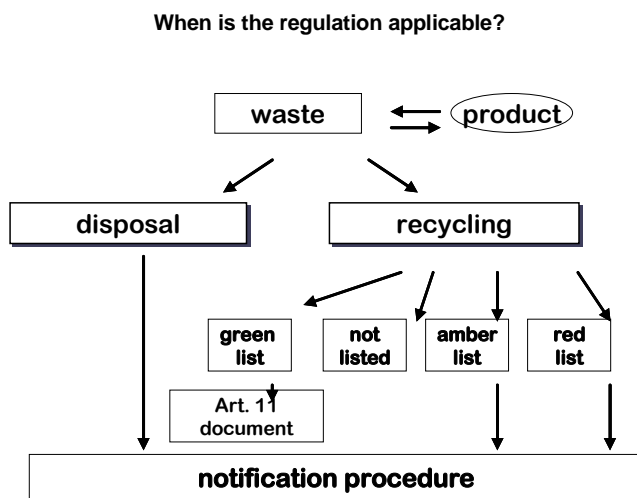 When is the regulation applicable?
waste
product
disposal
recycling
green
list
not
listed
amber
list
red
list
Art. 11
document
notification procedure